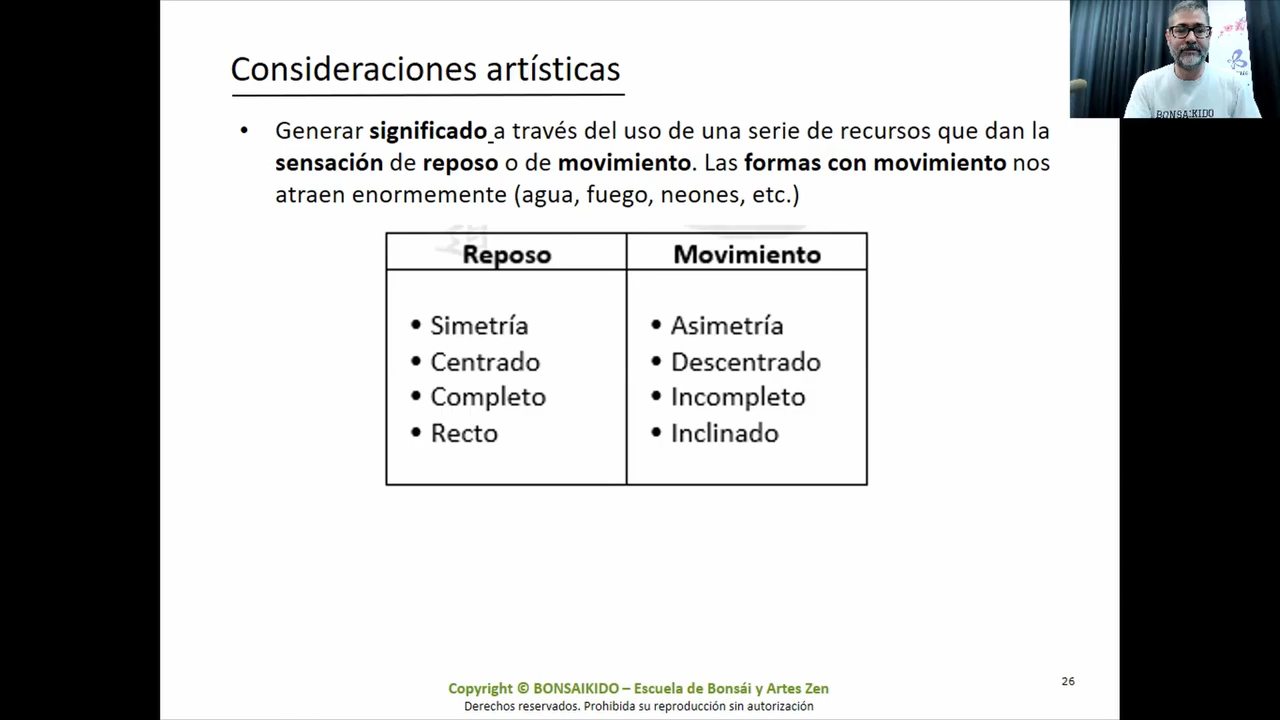 Consideraciones artísticas
• Generar significado a través del uso de una serie de recursos que dan la
sensación de reposo o de movimiento. Las formas con movimiento nos
atraen enormemente (agua, fuego, neones, etc.)
Reposo
• Simetría
• Centrado
• Completo
• Recto
Movimiento
• Asimetría
• Descentrado
• Incompleto
• Inclinado
BONSAIKIDO
Copyright © BONSAIKIDO – Escuela de Bonsái y Artes Zen
Derechos reservados. Prohibida su reproducción sin autorización
26